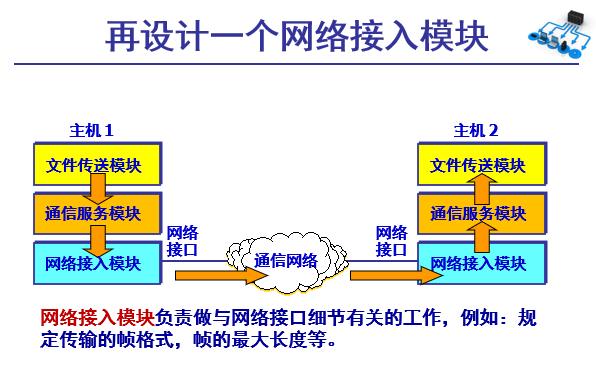 再设计一个网络接入模块
主机1
主机2
文件传送模块
文件传送模块
通信服务模块
通信服务模块
网络
接口
网络
接口
网络接入模块
通信网络
网络接入模块
网络接入模块负责做与网络接口细节有关的工作，例如：规
定传输的帧格式，帧的最大长度等。